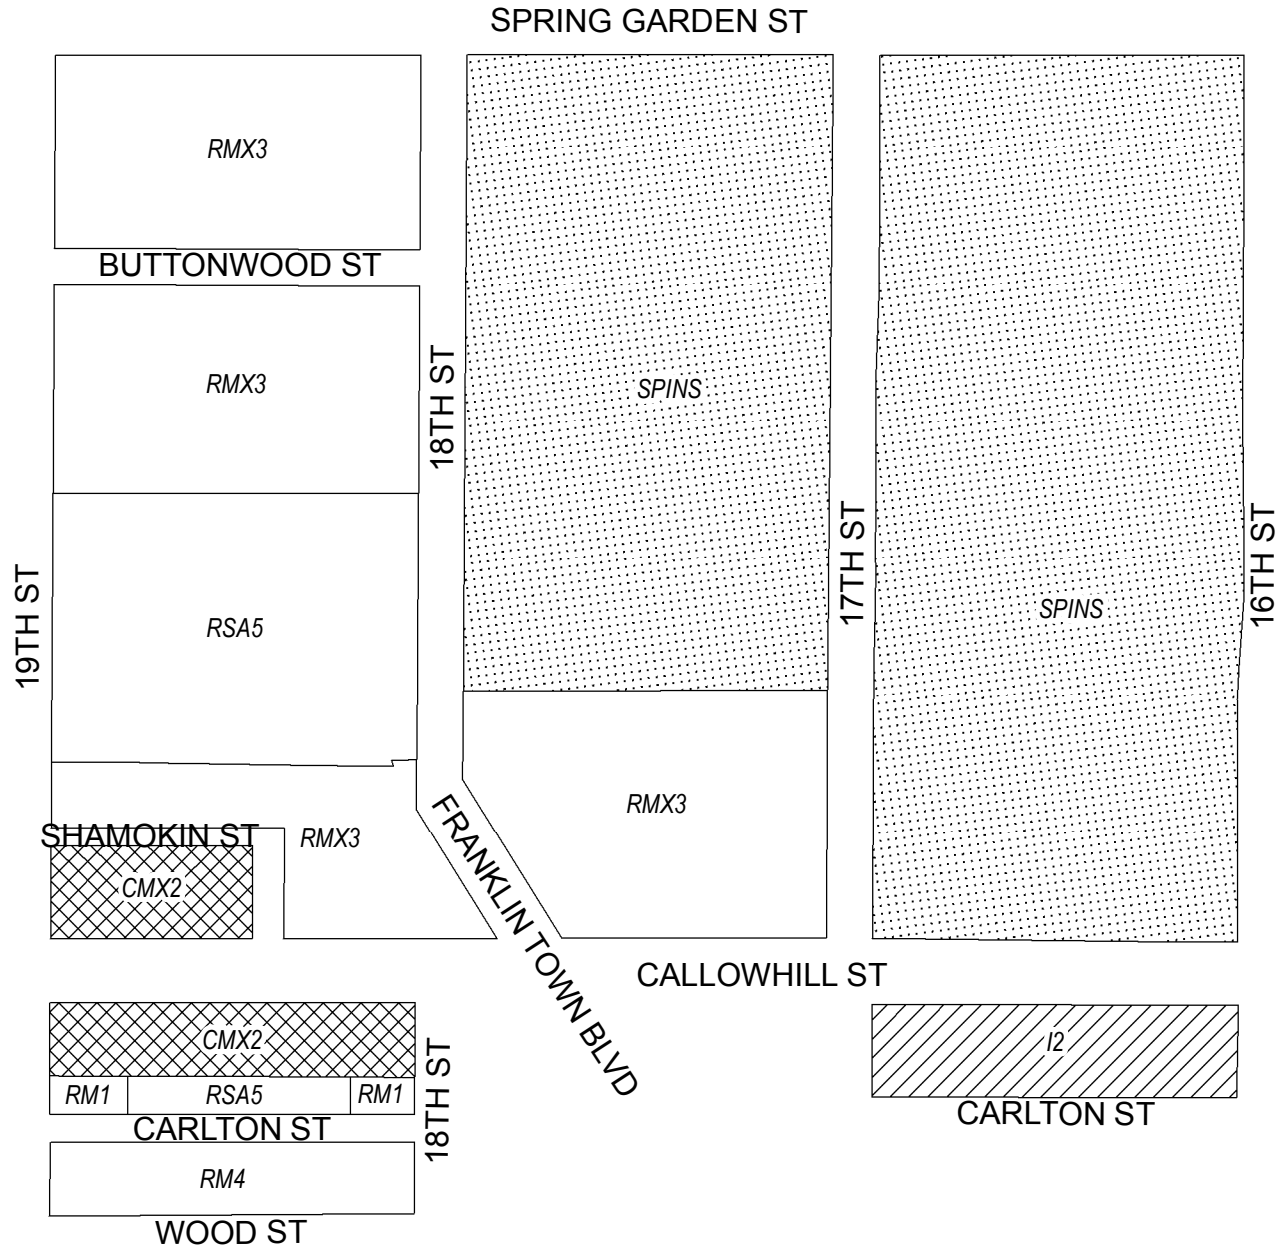 SPRING GARDEN ST
RMX3
BUTTONWOOD ST
RMX3
18TH ST
SPINS
17TH ST
16TH ST
19TH ST
RSA5
SPINS
SHAMOKIN ST
RMX3
FRANKLIN TOWN BLVD
RMX3
CMX2
CALLOWHILL ST
CMX2
I2
RM1
RSA5
RM1
18TH ST
CARLTON ST
CARLTON ST
RM4
WOOD ST